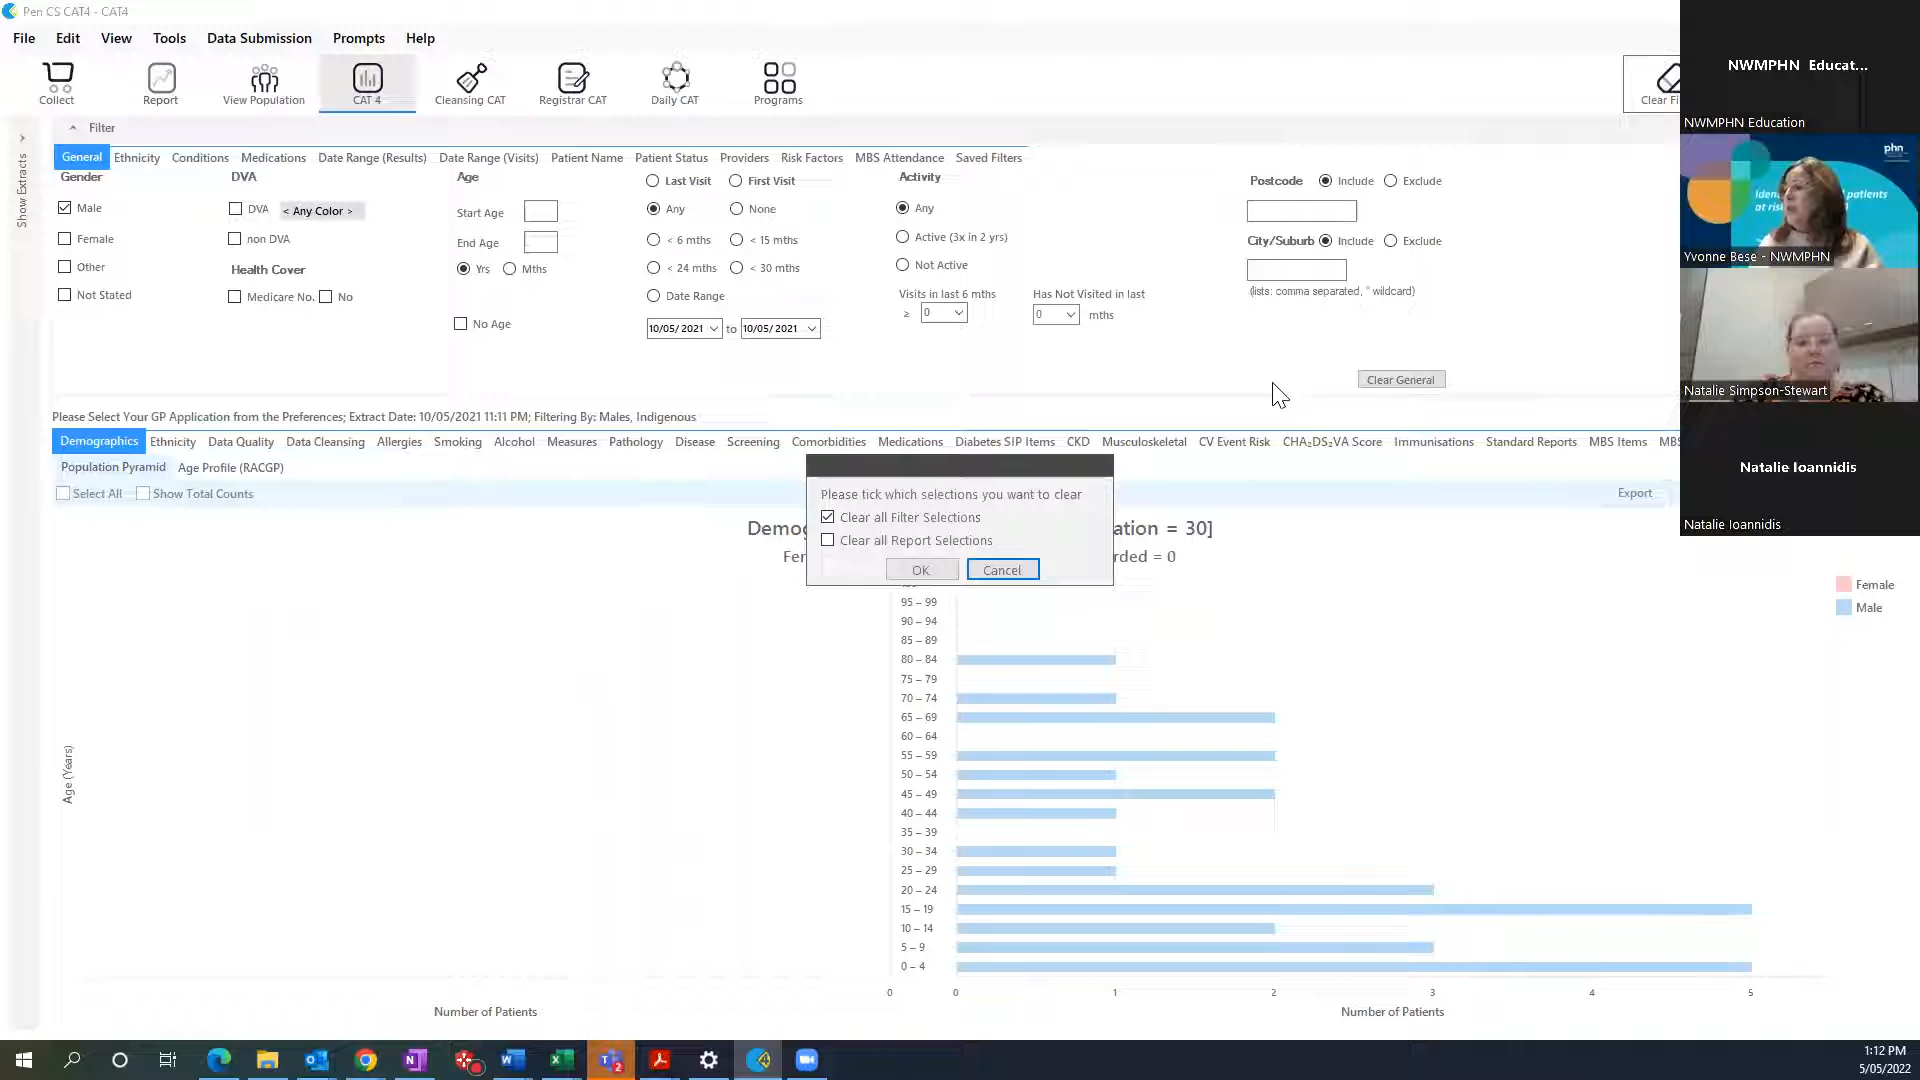 Pen CS CAT4 - CAT4
File Edit View Tools Data Submission Prompts Help
Collect Report View Population CAT 4 Cleansing CAT Registrar CAT Daily CAT Programs
NWMPHN Educat...
NWMPHN Education
Filter
Show Extracts
General Ethnicity Conditions Medications Date Range (Results) Date Range (Visits) Patient Name Patient Status Providers Risk Factors MBS Attendance Saved Filters
Gender
Male
Female
Other
Not Stated
DVA
DVA < Any Color >
non DVA
Health Cover
Medicare No. No
Age
Start Age
End Age
Yrs Mths
No Age
Last Visit First Visit
Any None
< 6 mths < 15 mths
< 24 mths < 30 mths
Date Range
10/05/2021 to 10/05/2021
Activity
Any
Active (3x in 2 yrs)
Not Active
Visits in last 6 mths
≥ 0
Has Not Visited in last
0 mths
Postcode Include Exclude
City/Suburb Include Exclude
(lists: comma separated, * wildcard)
Clear General
phn
patients
at ris
Yvonne Bese - NWMPHN
Natalie Simpson-Stewart
Natalie Ioannidis
Natalie Ioannidis
Please Select Your GP Application from the Preferences; Extract Date: 10/05/2021 11:11 PM; Filtering By: Males, Indigenous
Demographics Ethnicity Data Quality Data Cleansing Allergies Smoking Alcohol Measures Pathology Disease Screening Comorbidities Medications Diabetes SIP Items CKD Musculoskeletal CV Event Risk CHA₂DS₂VA Score Immunisations Standard Reports MBS Items MBS
Population Pyramid Age Profile (RACGP)
Select All Show Total Counts
Export
Please tick which selections you want to clear
Clear all Filter Selections
Clear all Report Selections
OK Cancel
Demog ation = 30]
Fer rded = 0
Female
Male
Age (Years)
95 – 99
90 – 94
85 – 89
80 – 84
75 – 79
70 – 74
65 – 69
60 – 64
55 – 59
50 – 54
45 – 49
40 – 44
35 – 39
30 – 34
25 – 29
20 – 24
15 – 19
10 – 14
5 – 9
0 – 4
0 0 1 2 3 4 5
Number of Patients Number of Patients
1:12 PM
5/05/2022